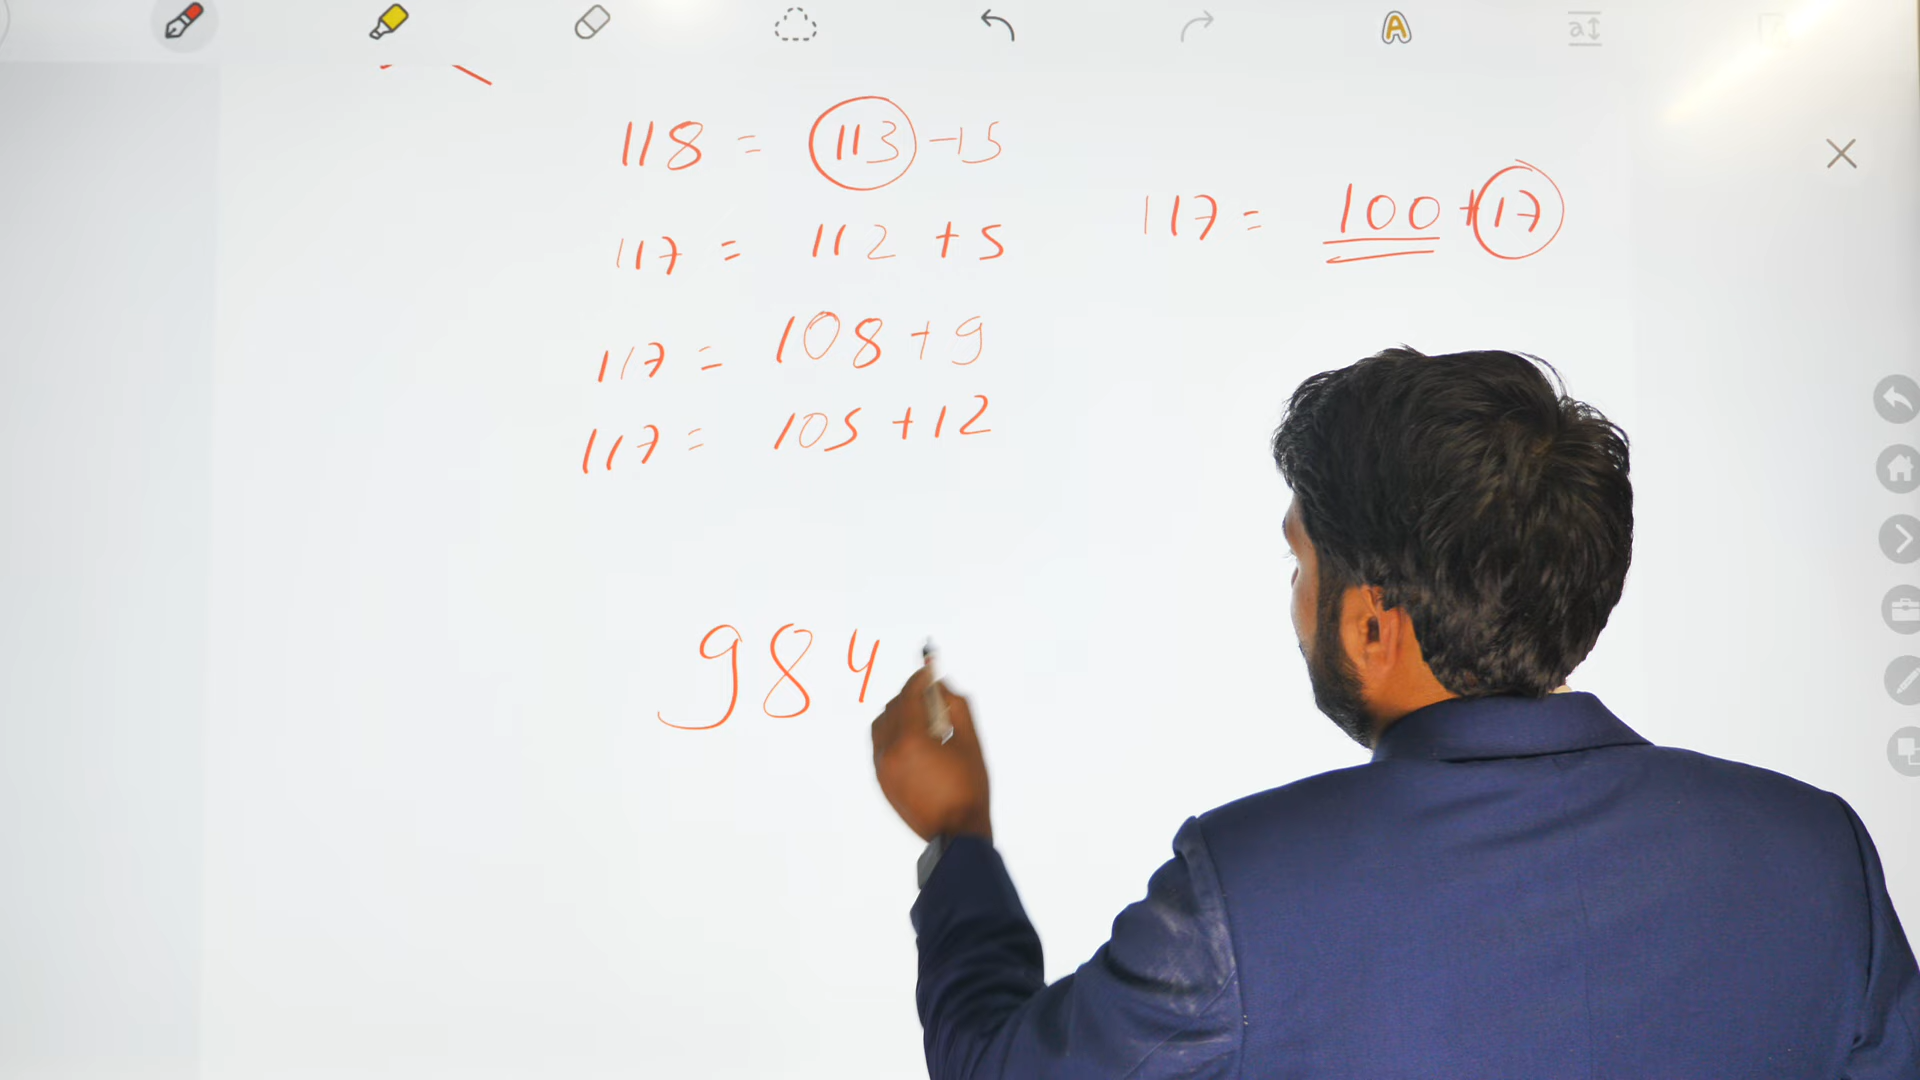 118 = 113 - 15
117 = 112 + 5
117 = 108 + 9
117 = 105 + 12
117 = 100 + 17
984
A
a